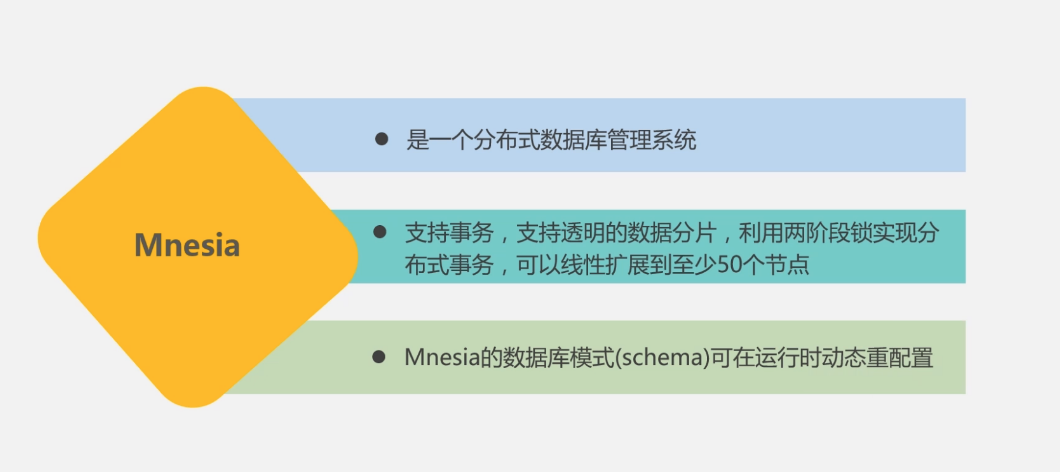 Mnesia
● 是一个分布式数据库管理系统
● 支持事务，支持透明的数据分片，利用两阶段锁实现分
布式事务，可以线性扩展到至少50个节点
● Mnesia的数据库模式(schema)可在运行时动态重配置